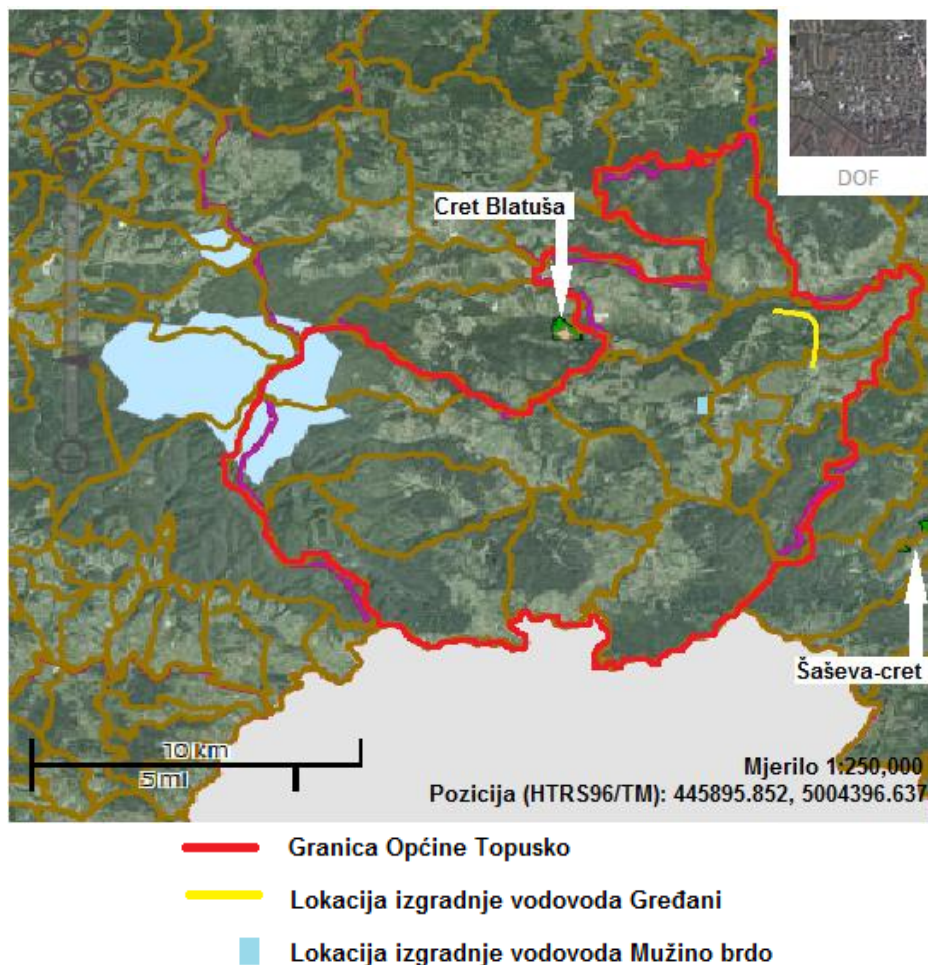 DOF
Cret Blatuša
Šaševa-cret
10 km
5 mi
Mjerilo 1:250,000
Pozicija (HTRS96/TM): 445895.852, 5004396.637
Granica Općine Topusko
Lokacija izgradnje vodovoda Gređani
Lokacija izgradnje vodovoda Mužino brdo